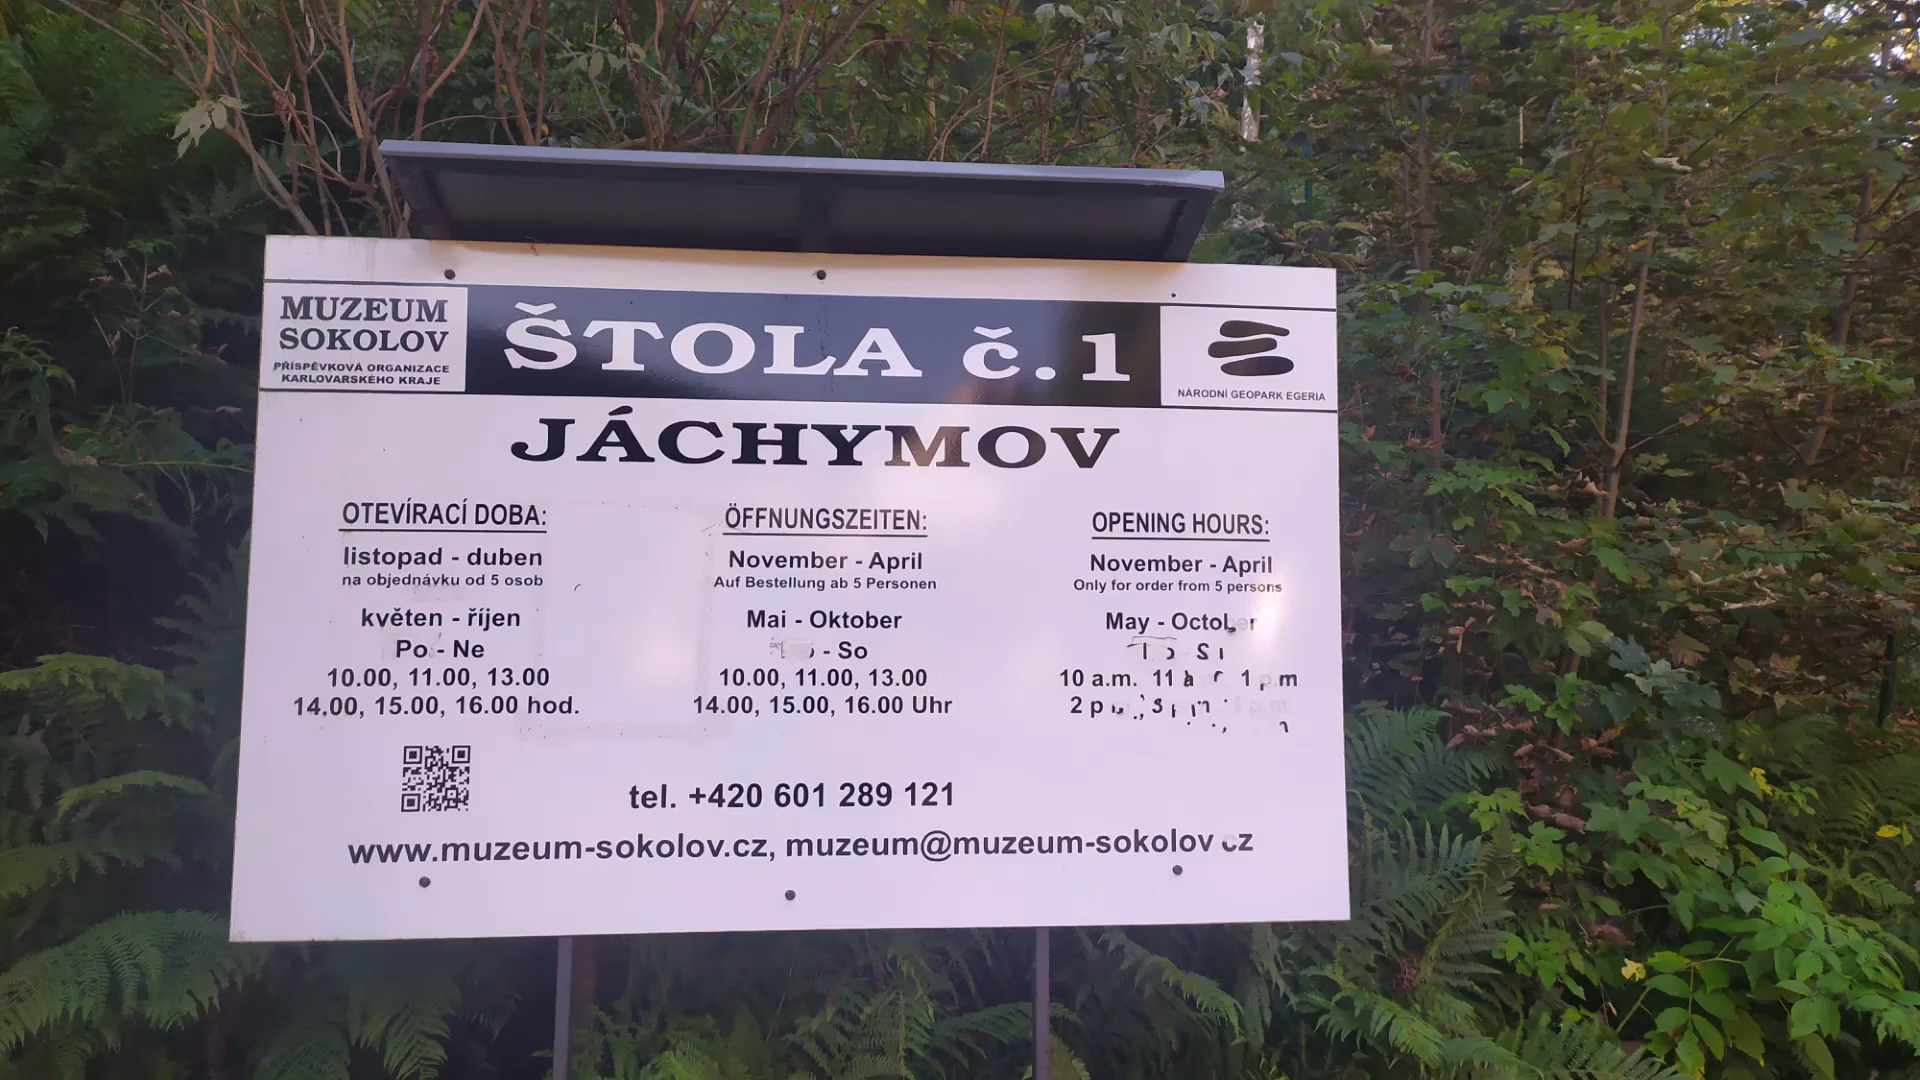 MUZEUM
SOKOLOV
PŘÍSPĚVKOVÁ ORGANIZACE
KARLOVARSKÉHO KRAJE
ŠTOLA č.1
NÁRODNÍ GEOPARK EGERIA
JÁCHYMOV
OTEVÍRACÍ DOBA:
listopad - duben
na objednávku od 5 osob
květen - říjen
Po - Ne
10.00, 11.00, 13.00
14.00, 15.00, 16.00 hod.
ÖFFNUNGSZEITEN:
November - April
Auf Bestellung ab 5 Personen
Mai - Oktober
- So
10.00, 11.00, 13.00
14.00, 15.00, 16.00 Uhr
OPENING HOURS:
November - April
Only for order from 5 persons
May - October
10 a.m. 11
tel. +420 601 289 121
www.muzeum-sokolov.cz, muzeum@muzeum-sokolov cz